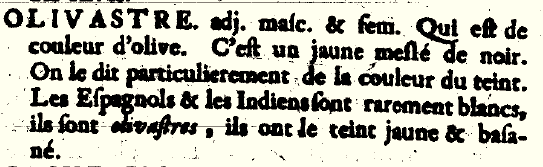 OLIVASTRE. adj. maſc. & fem. Qui eſt de
couleur d'olive. C'eſt un jaune meſlé de noir.
On le dit particulierement de la couleur du teint.
Les Eſpagnols & les Indiens ſont rarement blancs,
ils ſont olivaſtres, ils ont le teint jaune & baſa-
né.